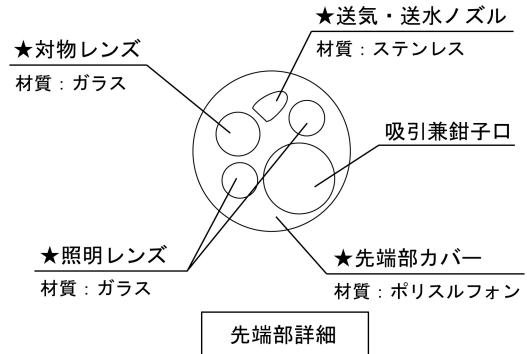 ★送気・送水ノズル
材質：ステンレス
★対物レンズ
材質：ガラス
吸引兼鉗子口
★照明レンズ
材質：ガラス
★先端部カバー
材質：ポリスルフォン
先端部詳細